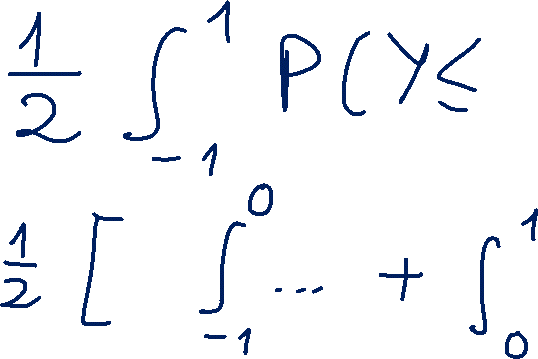 1/2 ∫_{-1}^{1} P(Y≤
1/2 [ ∫_{-1}^{0} ... + ∫_{0}^{1}